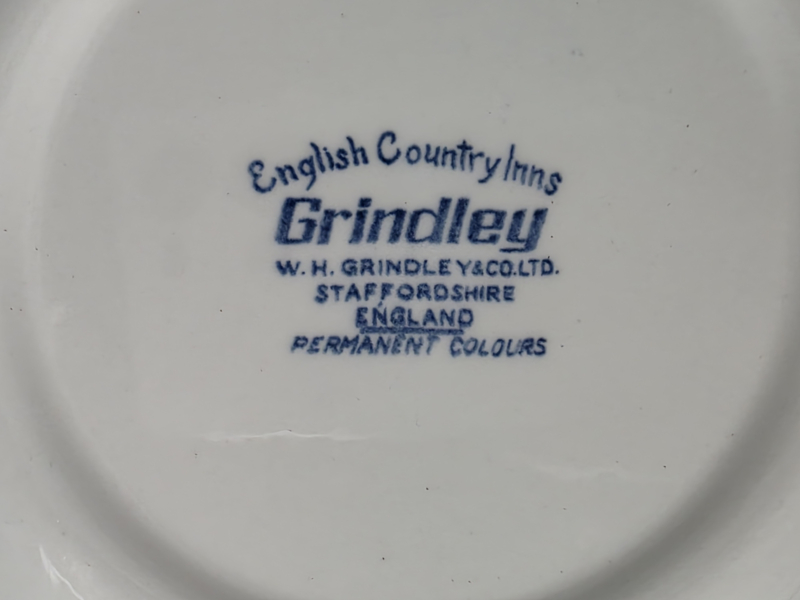 English Country Inns
Grindley
W. H. GRINDLEY & CO. LTD.
STAFFORDSHIRE
ENGLAND
PERMANENT COLOURS